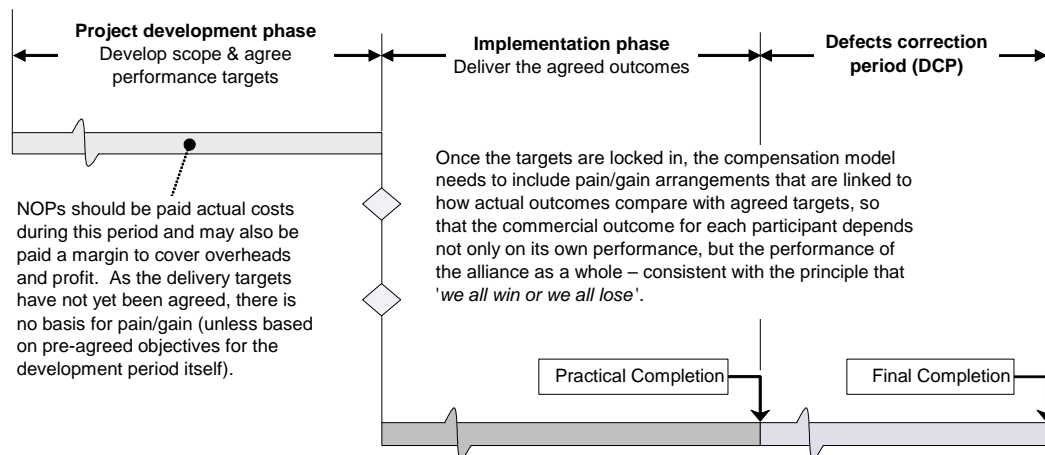 Project development phase
Develop scope & agree
performance targets
Implementation phase
Deliver the agreed outcomes
Defects correction
period (DCP)
NOPs should be paid actual costs
during this period and may also be
paid a margin to cover overheads
and profit. As the delivery targets
have not yet been agreed, there is
no basis for pain/gain (unless based
on pre-agreed objectives for the
development period itself).
Once the targets are locked in, the compensation model
needs to include pain/gain arrangements that are linked to
how actual outcomes compare with agreed targets, so
that the commercial outcome for each participant depends
not only on its own performance, but the performance of
the alliance as a whole – consistent with the principle that
'we all win or we all lose'.
Practical Completion
Final Completion